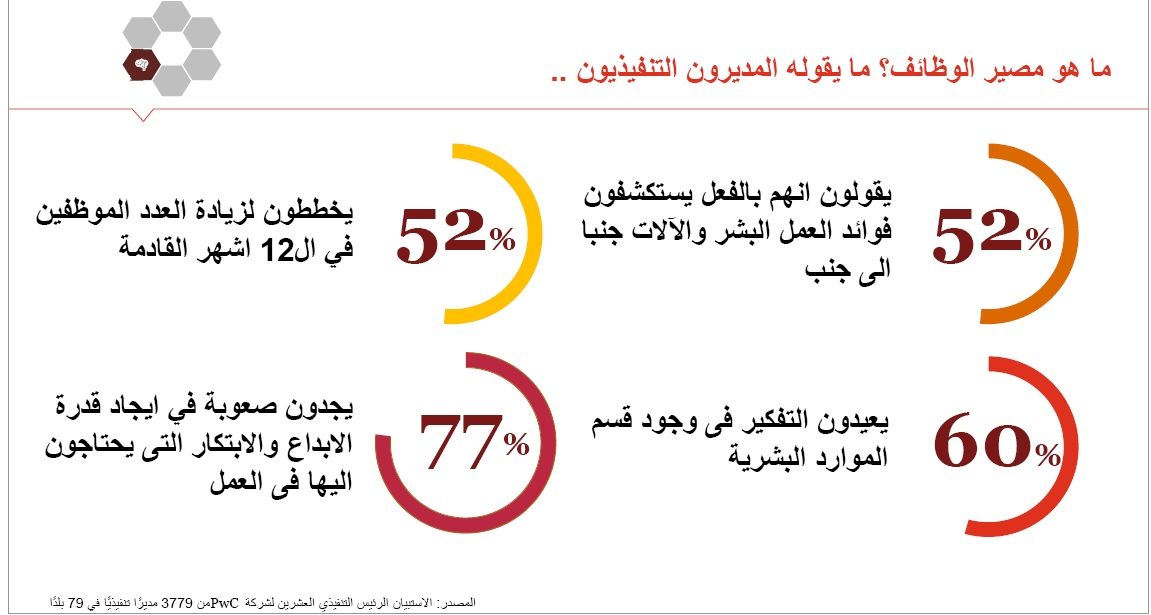 ما هو مصير الوظائف؟ ما يقوله المديرون التنفيذيون ..
52%
يقولون انهم بالفعل يستكشفون
فوائد العمل البشر والآلات جنبا
الى جنب
52%
يخططون لزيادة العدد الموظفين
في ال12 اشهر القادمة
60%
يعيدون التفكير فى وجود قسم
الموارد البشرية
77%
يجدون صعوبة في ايجاد قدرة
الابداع والابتكار التى يحتاجون
اليها فى العمل
المصدر: الاستبيان الرئيس التنفيذي العشرين لشركة PwCمن 3779 مديرًا تنفيذيًا في 79 بلدًا